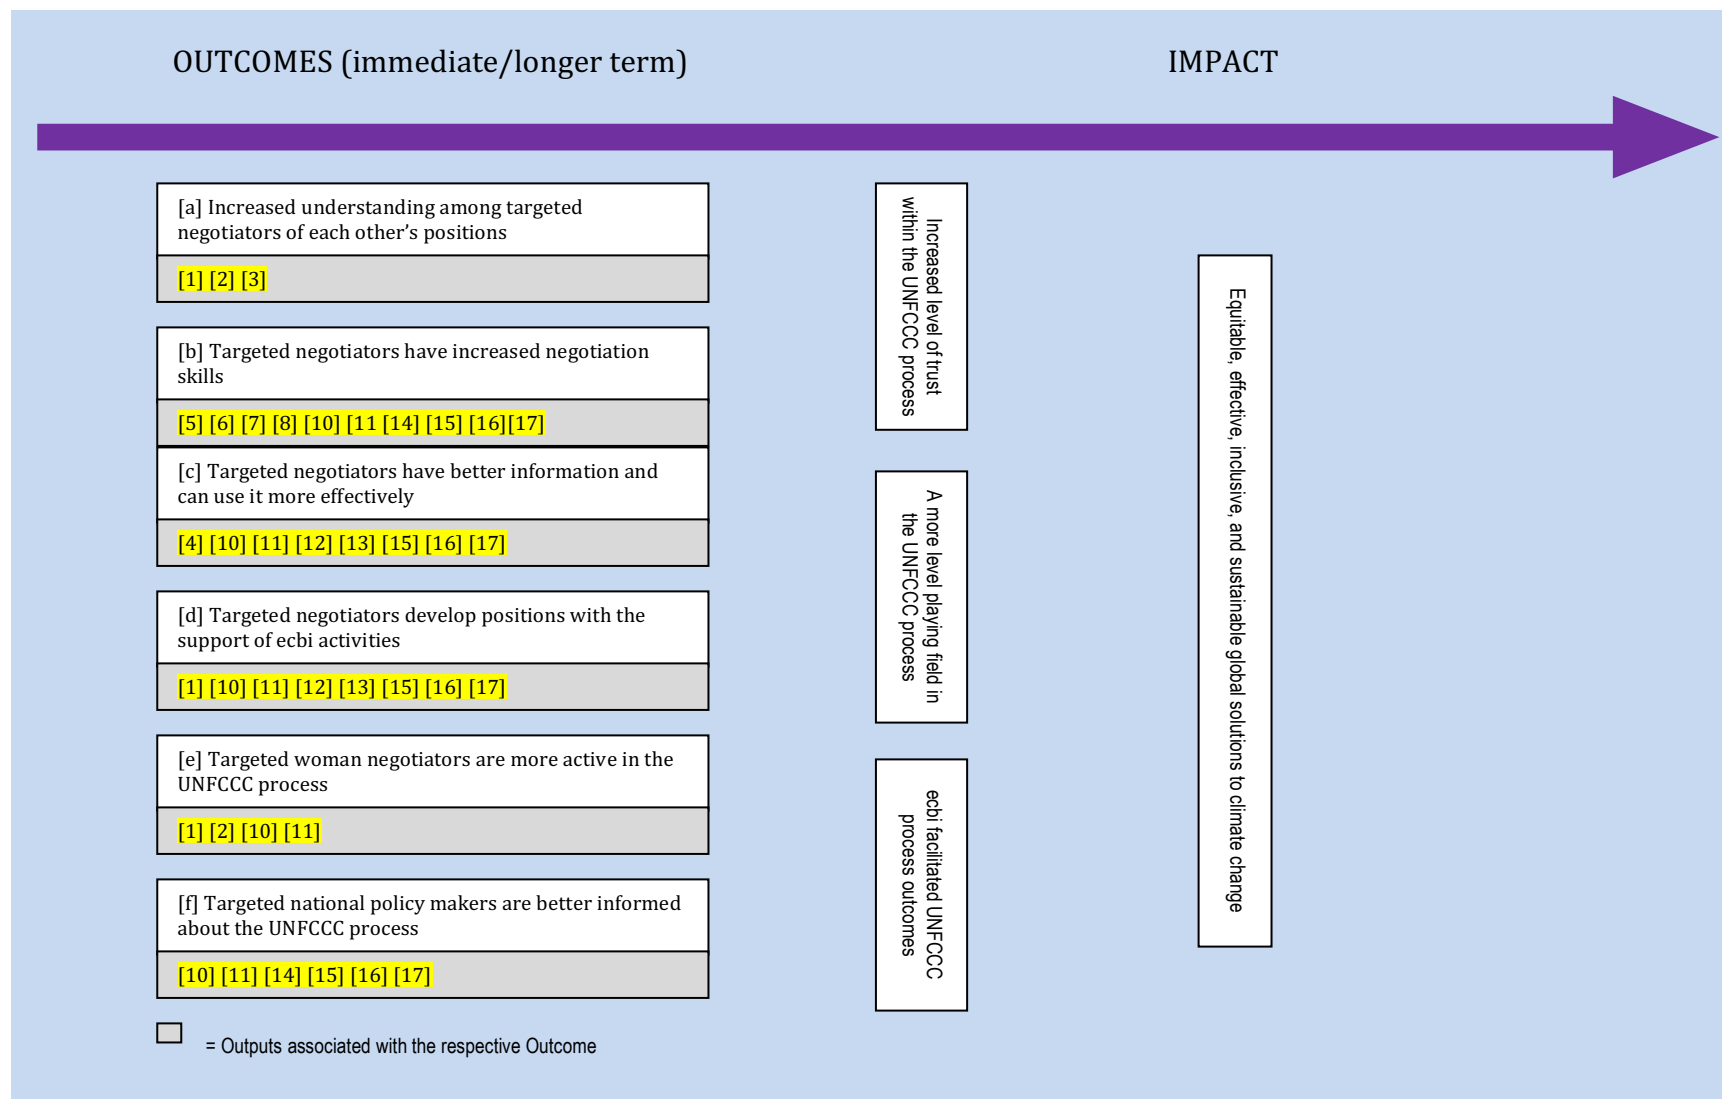 OUTCOMES (immediate/longer term)
IMPACT
[a] Increased understanding among targeted
negotiators of each other’s positions
[1] [2] [3]
[b] Targeted negotiators have increased negotiation
skills
[5] [6] [7] [8] [10] [11 [14] [15] [16][17]
[c] Targeted negotiators have better information and
can use it more effectively
[4] [10] [11] [12] [13] [15] [16] [17]
[d] Targeted negotiators develop positions with the
support of ecbi activities
[1] [10] [11] [12] [13] [15] [16] [17]
[e] Targeted woman negotiators are more active in the
UNFCCC process
[1] [2] [10] [11]
[f] Targeted national policy makers are better informed
about the UNFCCC process
[10] [11] [14] [15] [16] [17]
= Outputs associated with the respective Outcome
Increased level of trust
within the UNFCCC process
A more level playing field in
the UNFCCC process
ecbi facilitated UNFCCC
process outcomes
Equitable, effective, inclusive, and sustainable global solutions to climate change